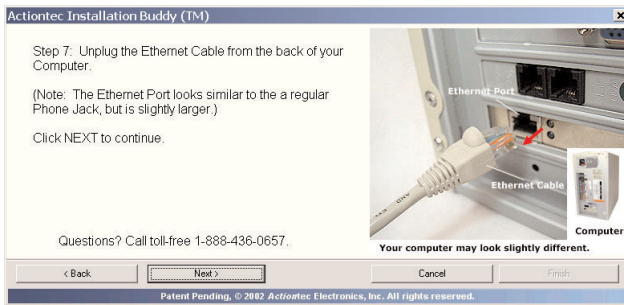 Actiontec Installation Buddy (TM)
Step 7: Unplug the Ethernet Cable from the back of your
Computer.
(Note: The Ethernet Port looks similar to the a regular
Phone Jack, but is slightly larger.)
Click NEXT to continue.
Questions? Call toll-free 1-888-436-0657.
Ethernet Port
Ethernet Cable
Computer
Your computer may look slightly different.
< Back
Next >
Cancel
Finish
Patent Pending, © 2002 Actiontec Electronics, Inc. All rights reserved.